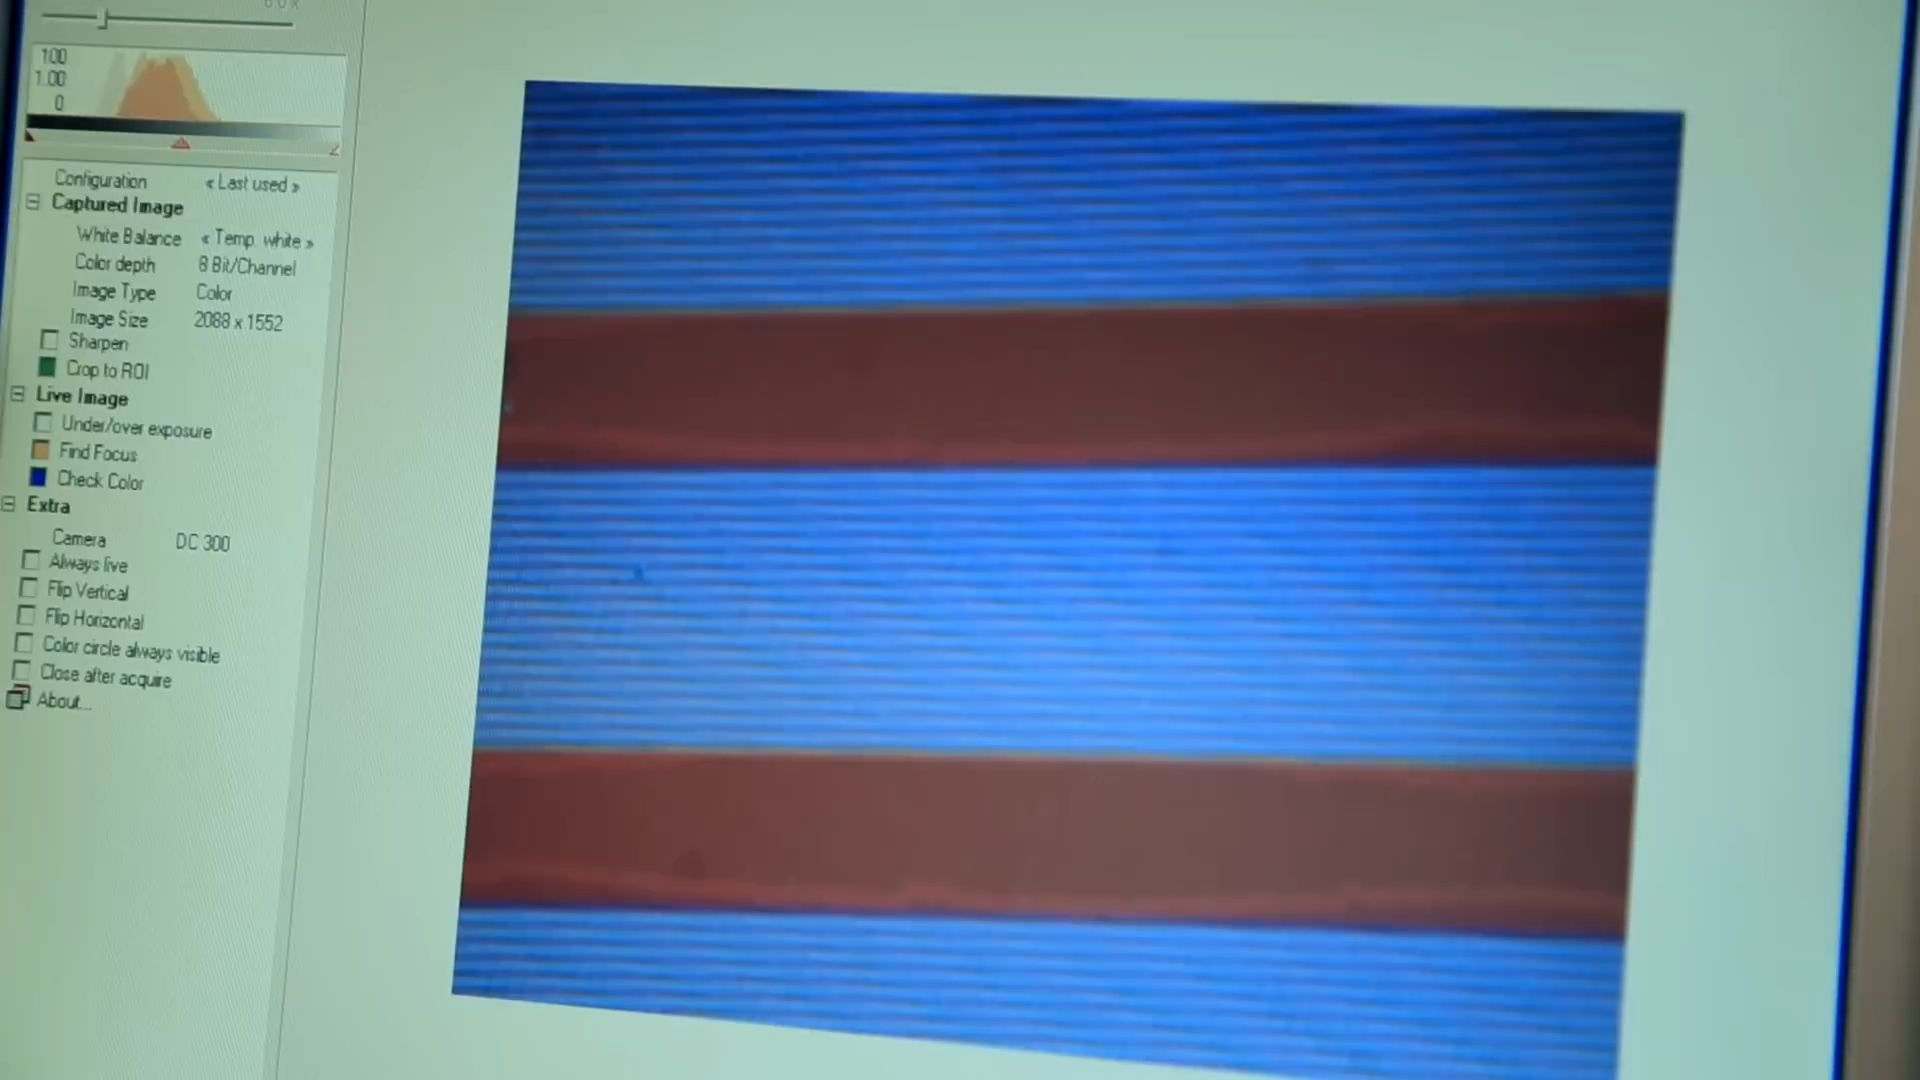 100
1.00
0
Configuration « Last used »
Captured Image
White Balance « Temp. white »
Color depth 8 Bit/Channel
Image Type Color
Image Size 2088 x 1552
Sharpen
Crop to ROI
Live Image
Under/over exposure
Find Focus
Check Color
Extra
Camera DC 300
Always live
Flip Vertical
Flip Horizontal
Color circle always visible
Close after acquire
About...